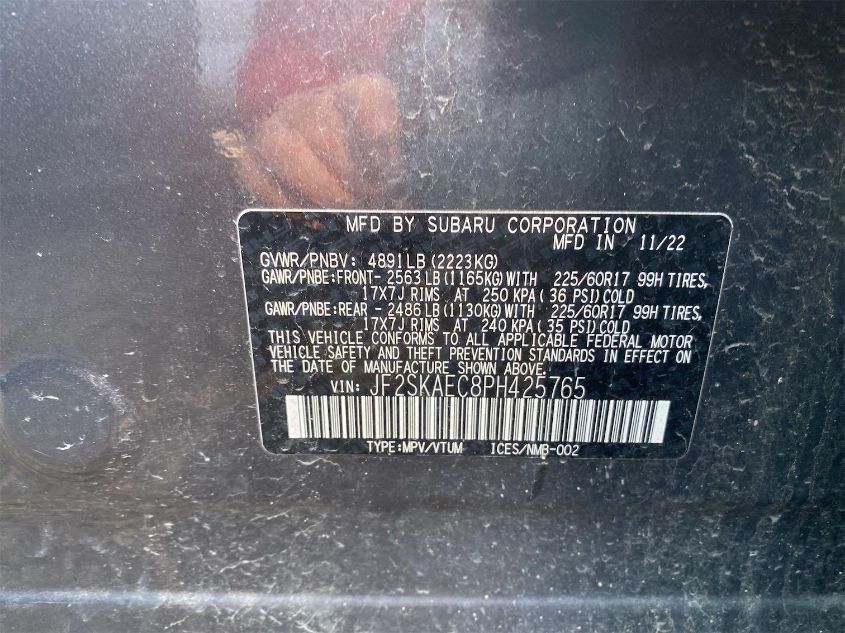 MFD BY SUBARU CORPORATION
MFD IN 11/22
GVWR/PNBV: 4891LB (2223KG)
GAWR/PNBE:FRONT- 2563LB (1165KG) WITH 225/60R17 99H TIRES,
17X7J RIMS AT 250 KPA( 36 PSI)COLD
GAWR/PNBE:REAR - 2486LB (1130KG) WITH 225/60R17 99H TIRES,
17X7J RIMS AT 240 KPA( 35 PSI)COLD
THIS VEHICLE CONFORMS TO ALL APPLICABLE FEDERAL MOTOR
VEHICLE SAFETY AND THEFT PREVENTION STANDARDS IN EFFECT ON
THE DATE OF MANUFACTURE SHOWN ABOVE.
VIN: JF2SKAEC8PH425765
TYPE:MPV/VTUM ICES/NMB-002